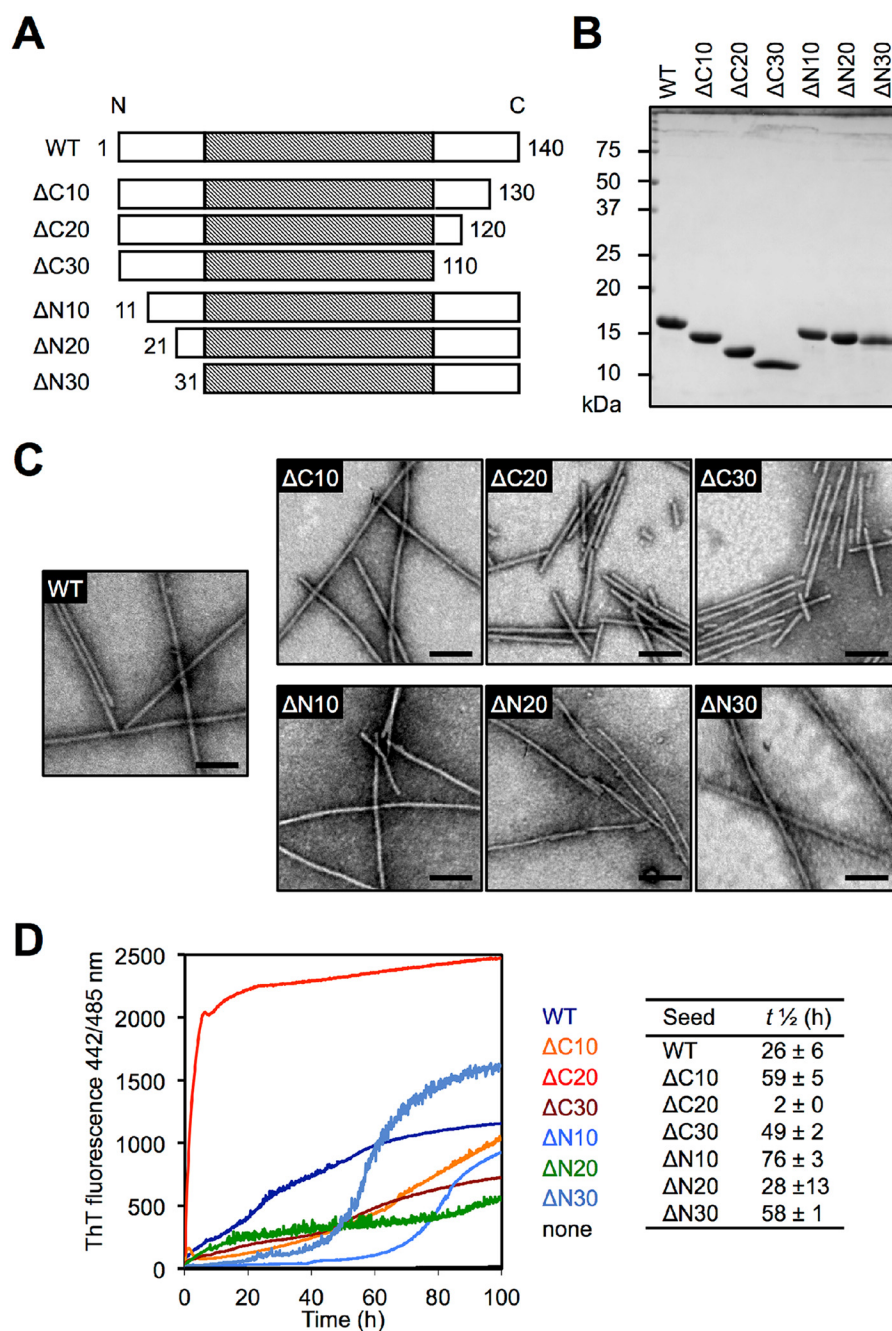 A
N C
WT 1 140
ΔC10 130
ΔC20 120
ΔC30 110
ΔN10 11
ΔN20 21
ΔN30 31
B
WT ΔC10 ΔC20 ΔC30 ΔN10 ΔN20 ΔN30
75
50
37
25
20
15
10
kDa
C
WT
ΔC10 ΔC20 ΔC30
ΔN10 ΔN20 ΔN30
D
ThT fluorescence 442/485 nm
2500
2000
1500
1000
500
0
0 20 40 60 80 100
Time (h)
WT
ΔC10
ΔC20
ΔC30
ΔN10
ΔN20
ΔN30
none
Seed t ½ (h)
WT 26 ± 6
ΔC10 59 ± 5
ΔC20 2 ± 0
ΔC30 49 ± 2
ΔN10 76 ± 3
ΔN20 28 ±13
ΔN30 58 ± 1